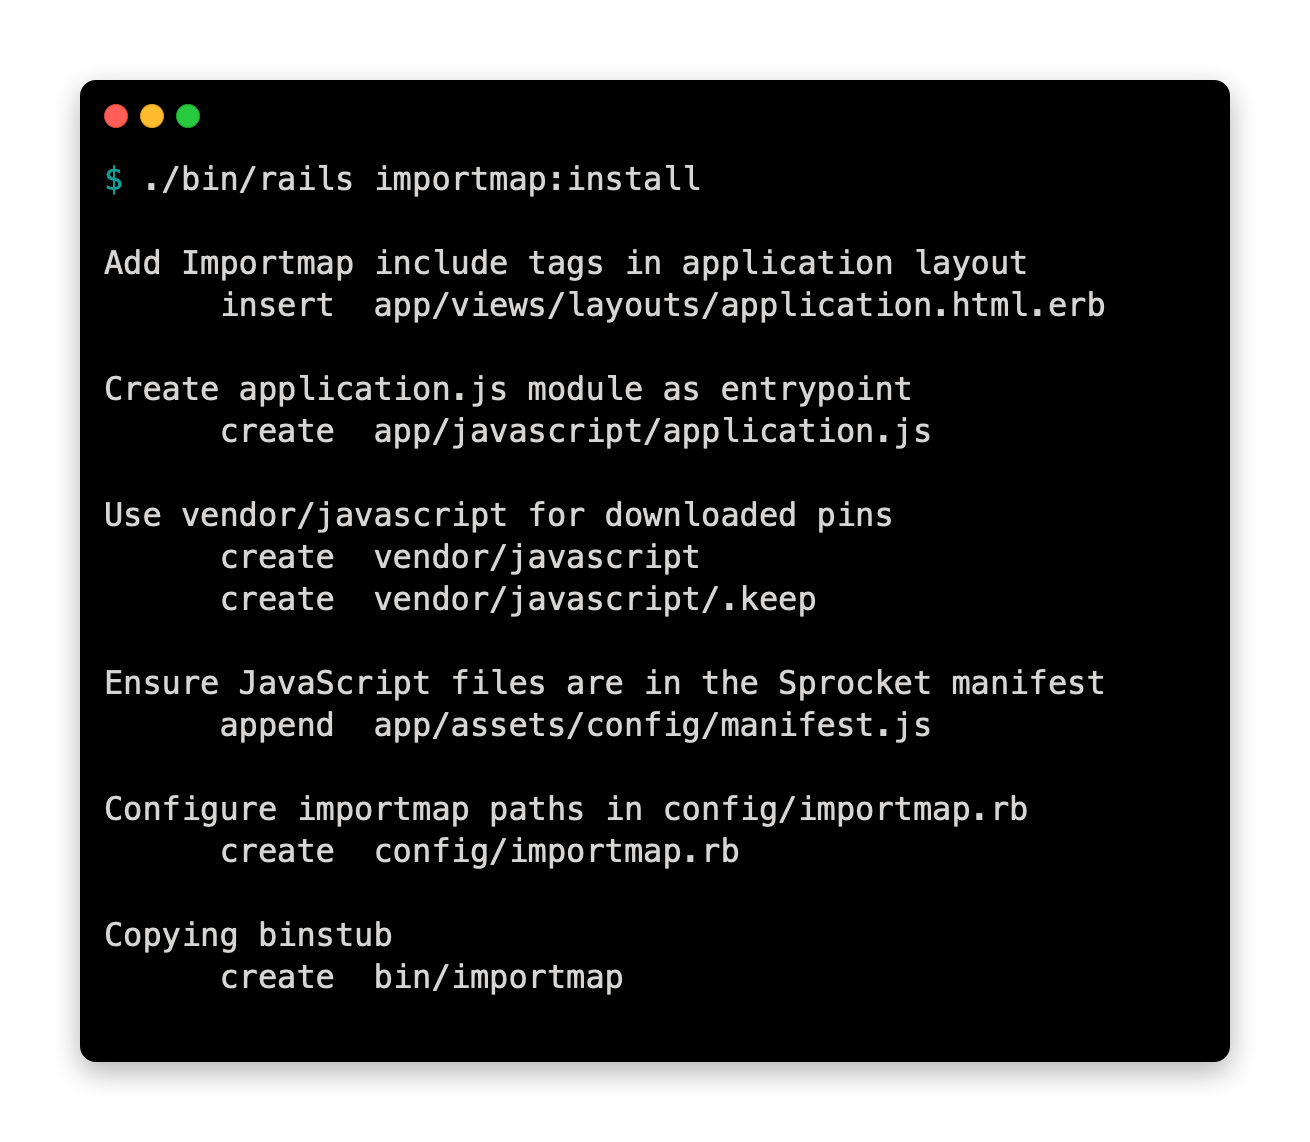 $ ./bin/rails importmap:install

Add Importmap include tags in application layout
      insert  app/views/layouts/application.html.erb

Create application.js module as entrypoint
      create  app/javascript/application.js

Use vendor/javascript for downloaded pins
      create  vendor/javascript
      create  vendor/javascript/.keep

Ensure JavaScript files are in the Sprocket manifest
      append  app/assets/config/manifest.js

Configure importmap paths in config/importmap.rb
      create  config/importmap.rb

Copying binstub
      create  bin/importmap